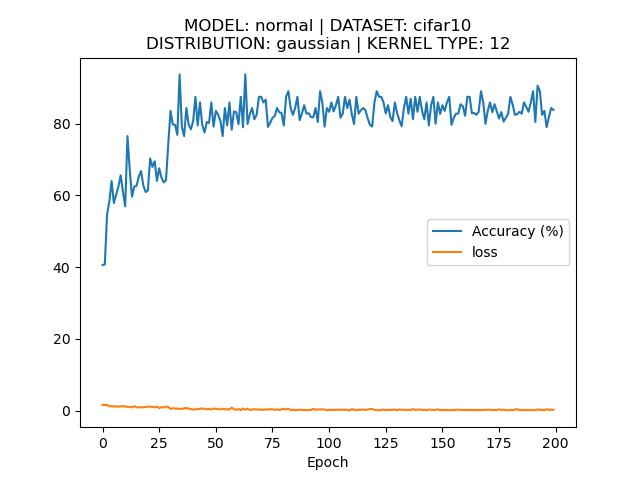 MODEL: normal | DATASET: cifar10
DISTRIBUTION: gaussian | KERNEL TYPE: 12
80
60
40
20
0
Accuracy (%)
loss
0 25 50 75 100 125 150 175 200
Epoch